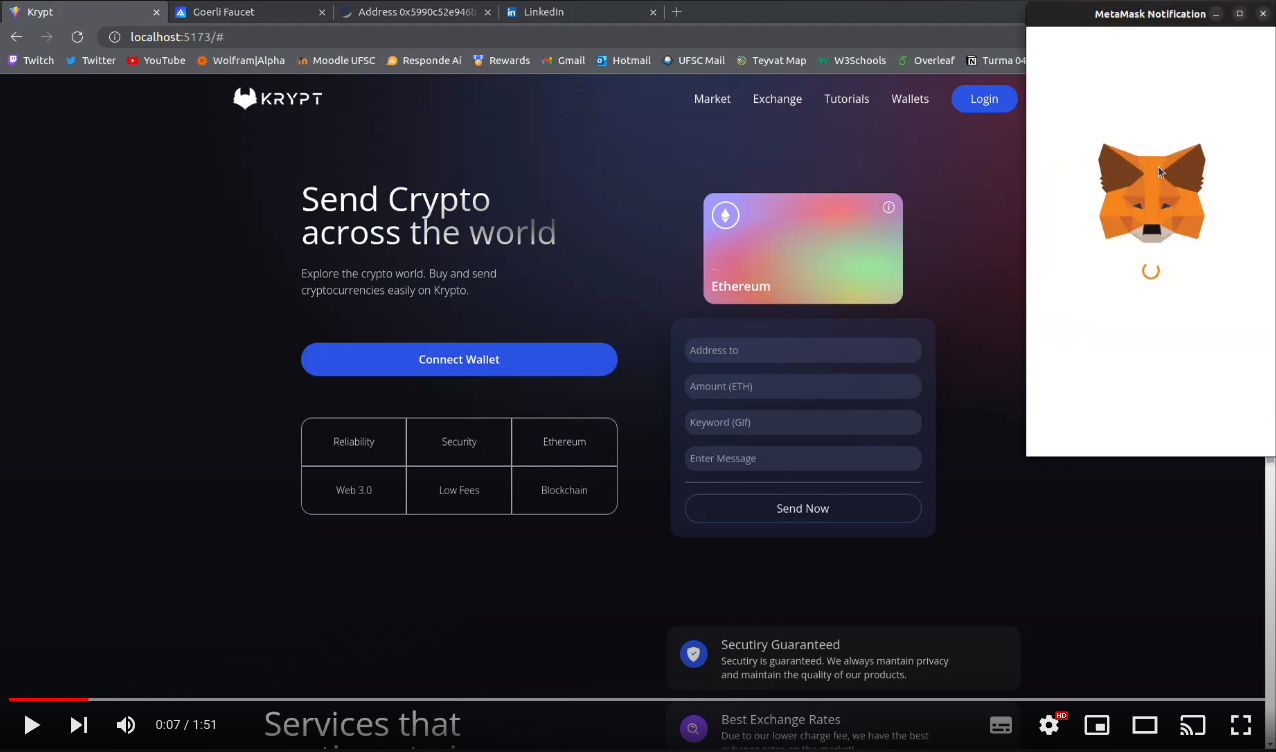 Krypt
Goerli Faucet
Address 0x5990c52e946b
LinkedIn
MetaMask Notification
localhost:5173/#
Twitch
Twitter
YouTube
Wolfram|Alpha
Moodle UFSC
Responde Ai
Rewards
Gmail
Hotmail
UFSC Mail
Teyvat Map
W3Schools
Overleaf
Turma 04
KRYPT
Market
Exchange
Tutorials
Wallets
Login
Send Crypto
across the world
Explore the crypto world. Buy and send
cryptocurrencies easily on Krypto.
Connect Wallet
Reliability
Security
Ethereum
Web 3.0
Low Fees
Blockchain
...
Ethereum
Address to
Amount (ETH)
Keyword (Gif)
Enter Message
Send Now
Secutiry Guaranteed
Secutiry is guaranteed. We always mantain privacy
and maintain the quality of our products.
Services that
Best Exchange Rates
Due to our lower charge fee, we have the best
exchange rates on the market!
0:07 / 1:51
HD